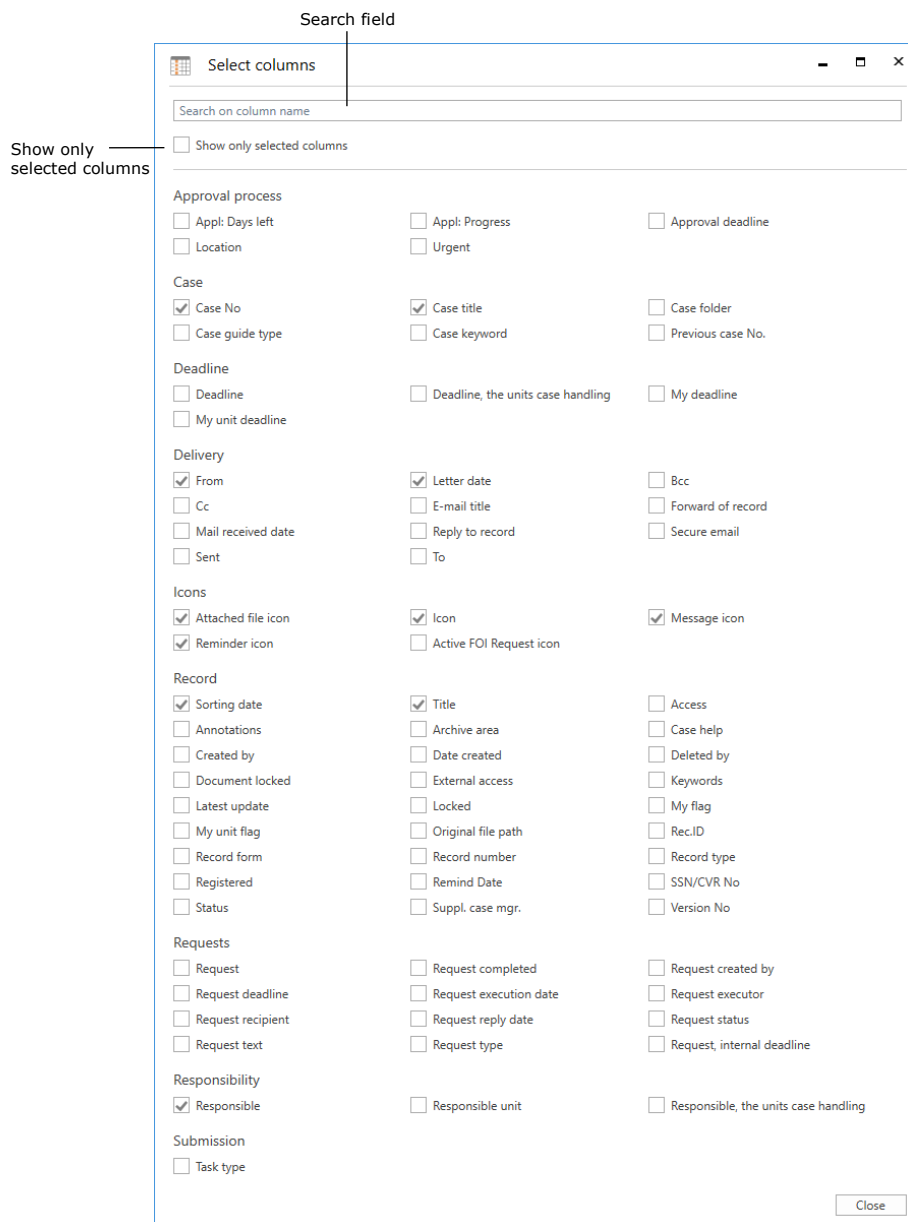 Search field
Select columns
Search on column name
Show only selected columns
Show only
selected columns
Approval process
Appl: Days left Appl: Progress Approval deadline
Location Urgent
Case
Case No Case title Case folder
Case guide type Case keyword Previous case No.
Deadline
Deadline Deadline, the units case handling My deadline
My unit deadline
Delivery
From Letter date Bcc
Cc E-mail title Forward of record
Mail received date Reply to record Secure email
Sent To
Icons
Attached file icon Icon Message icon
Reminder icon Active FOI Request icon
Record
Sorting date Title Access
Annotations Archive area Case help
Created by Date created Deleted by
Document locked External access Keywords
Latest update Locked My flag
My unit flag Original file path Rec.ID
Record form Record number Record type
Registered Remind Date SSN/CVR No
Status Suppl. case mgr. Version No
Requests
Request Request completed Request created by
Request deadline Request execution date Request executor
Request recipient Request reply date Request status
Request text Request type Request, internal deadline
Responsibility
Responsible Responsible unit Responsible, the units case handling
Submission
Task type
Close